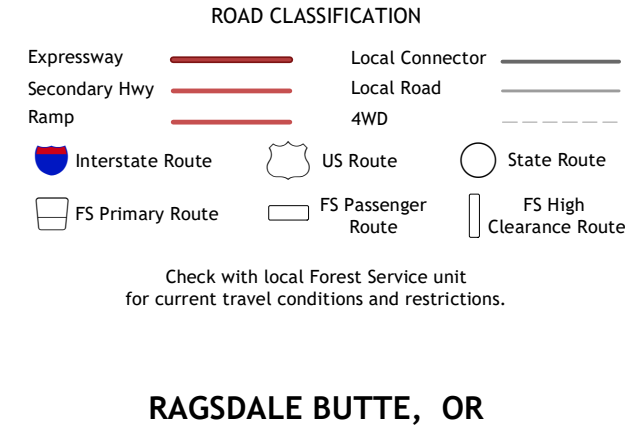 ROAD CLASSIFICATION
Expressway
Local Connector
Secondary Hwy
Local Road
Ramp
4WD
Interstate Route
US Route
State Route
FS Primary Route
FS Passenger
Route
FS High
Clearance Route
Check with local Forest Service unit
for current travel conditions and restrictions.
RAGSDALE BUTTE, OR